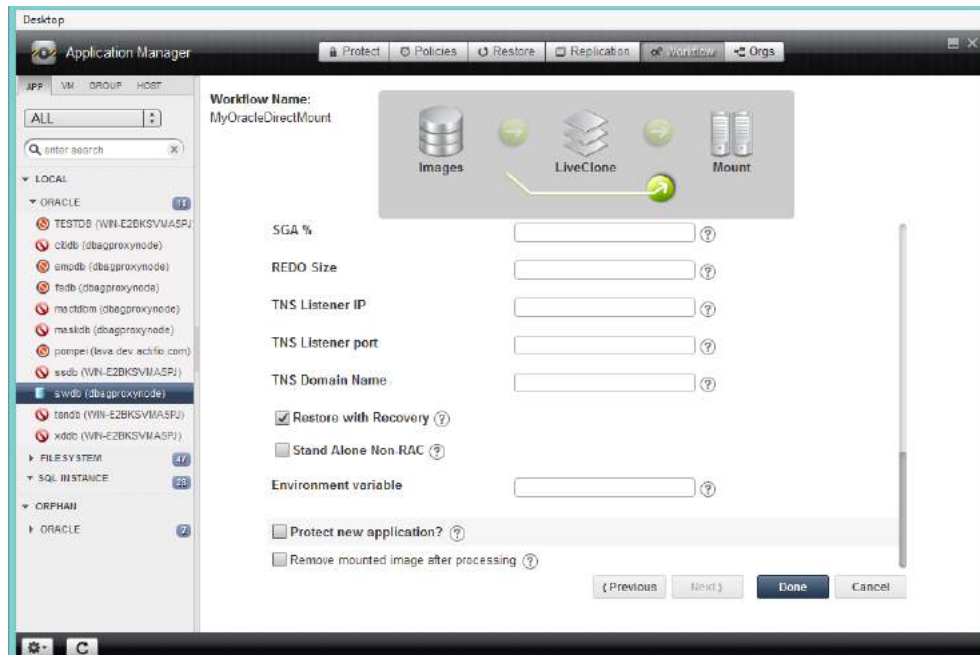 Desktop
Application Manager
Protect Policies Restore Replication Workflow Orgs
APP VM GROUP HOST
ALL
enter search
LOCAL
ORACLE
TESTDB (WIN-E2BKSVMA5PJ
(dbagproxynode)
empdb (dbagproxynode)
fsdb (dbagproxynode)
(dbagproxynode)
maskdb (dbagproxynode)
pompei (lava.dev.actifio.com)
ssdb (WIN-E2BKSVMA5PJ)
swdb (dbagproxynode)
(WIN-E2BKSVMA5PJ)
xddb (WIN-E2BKSVMA5PJ)
FILESYSTEM 47
SQL INSTANCE 28
ORPHAN
ORACLE 7
Workflow Name:
MyOracleDirectMount
Images LiveClone Mount
SGA % ?
REDO Size ?
TNS Listener IP ?
TNS Listener port ?
TNS Domain Name ?
Restore with Recovery ?
Stand Alone Non-RAC ?
Environment variable ?
Protect new application? ?
Remove mounted image after processing ?
Previous Next Done Cancel